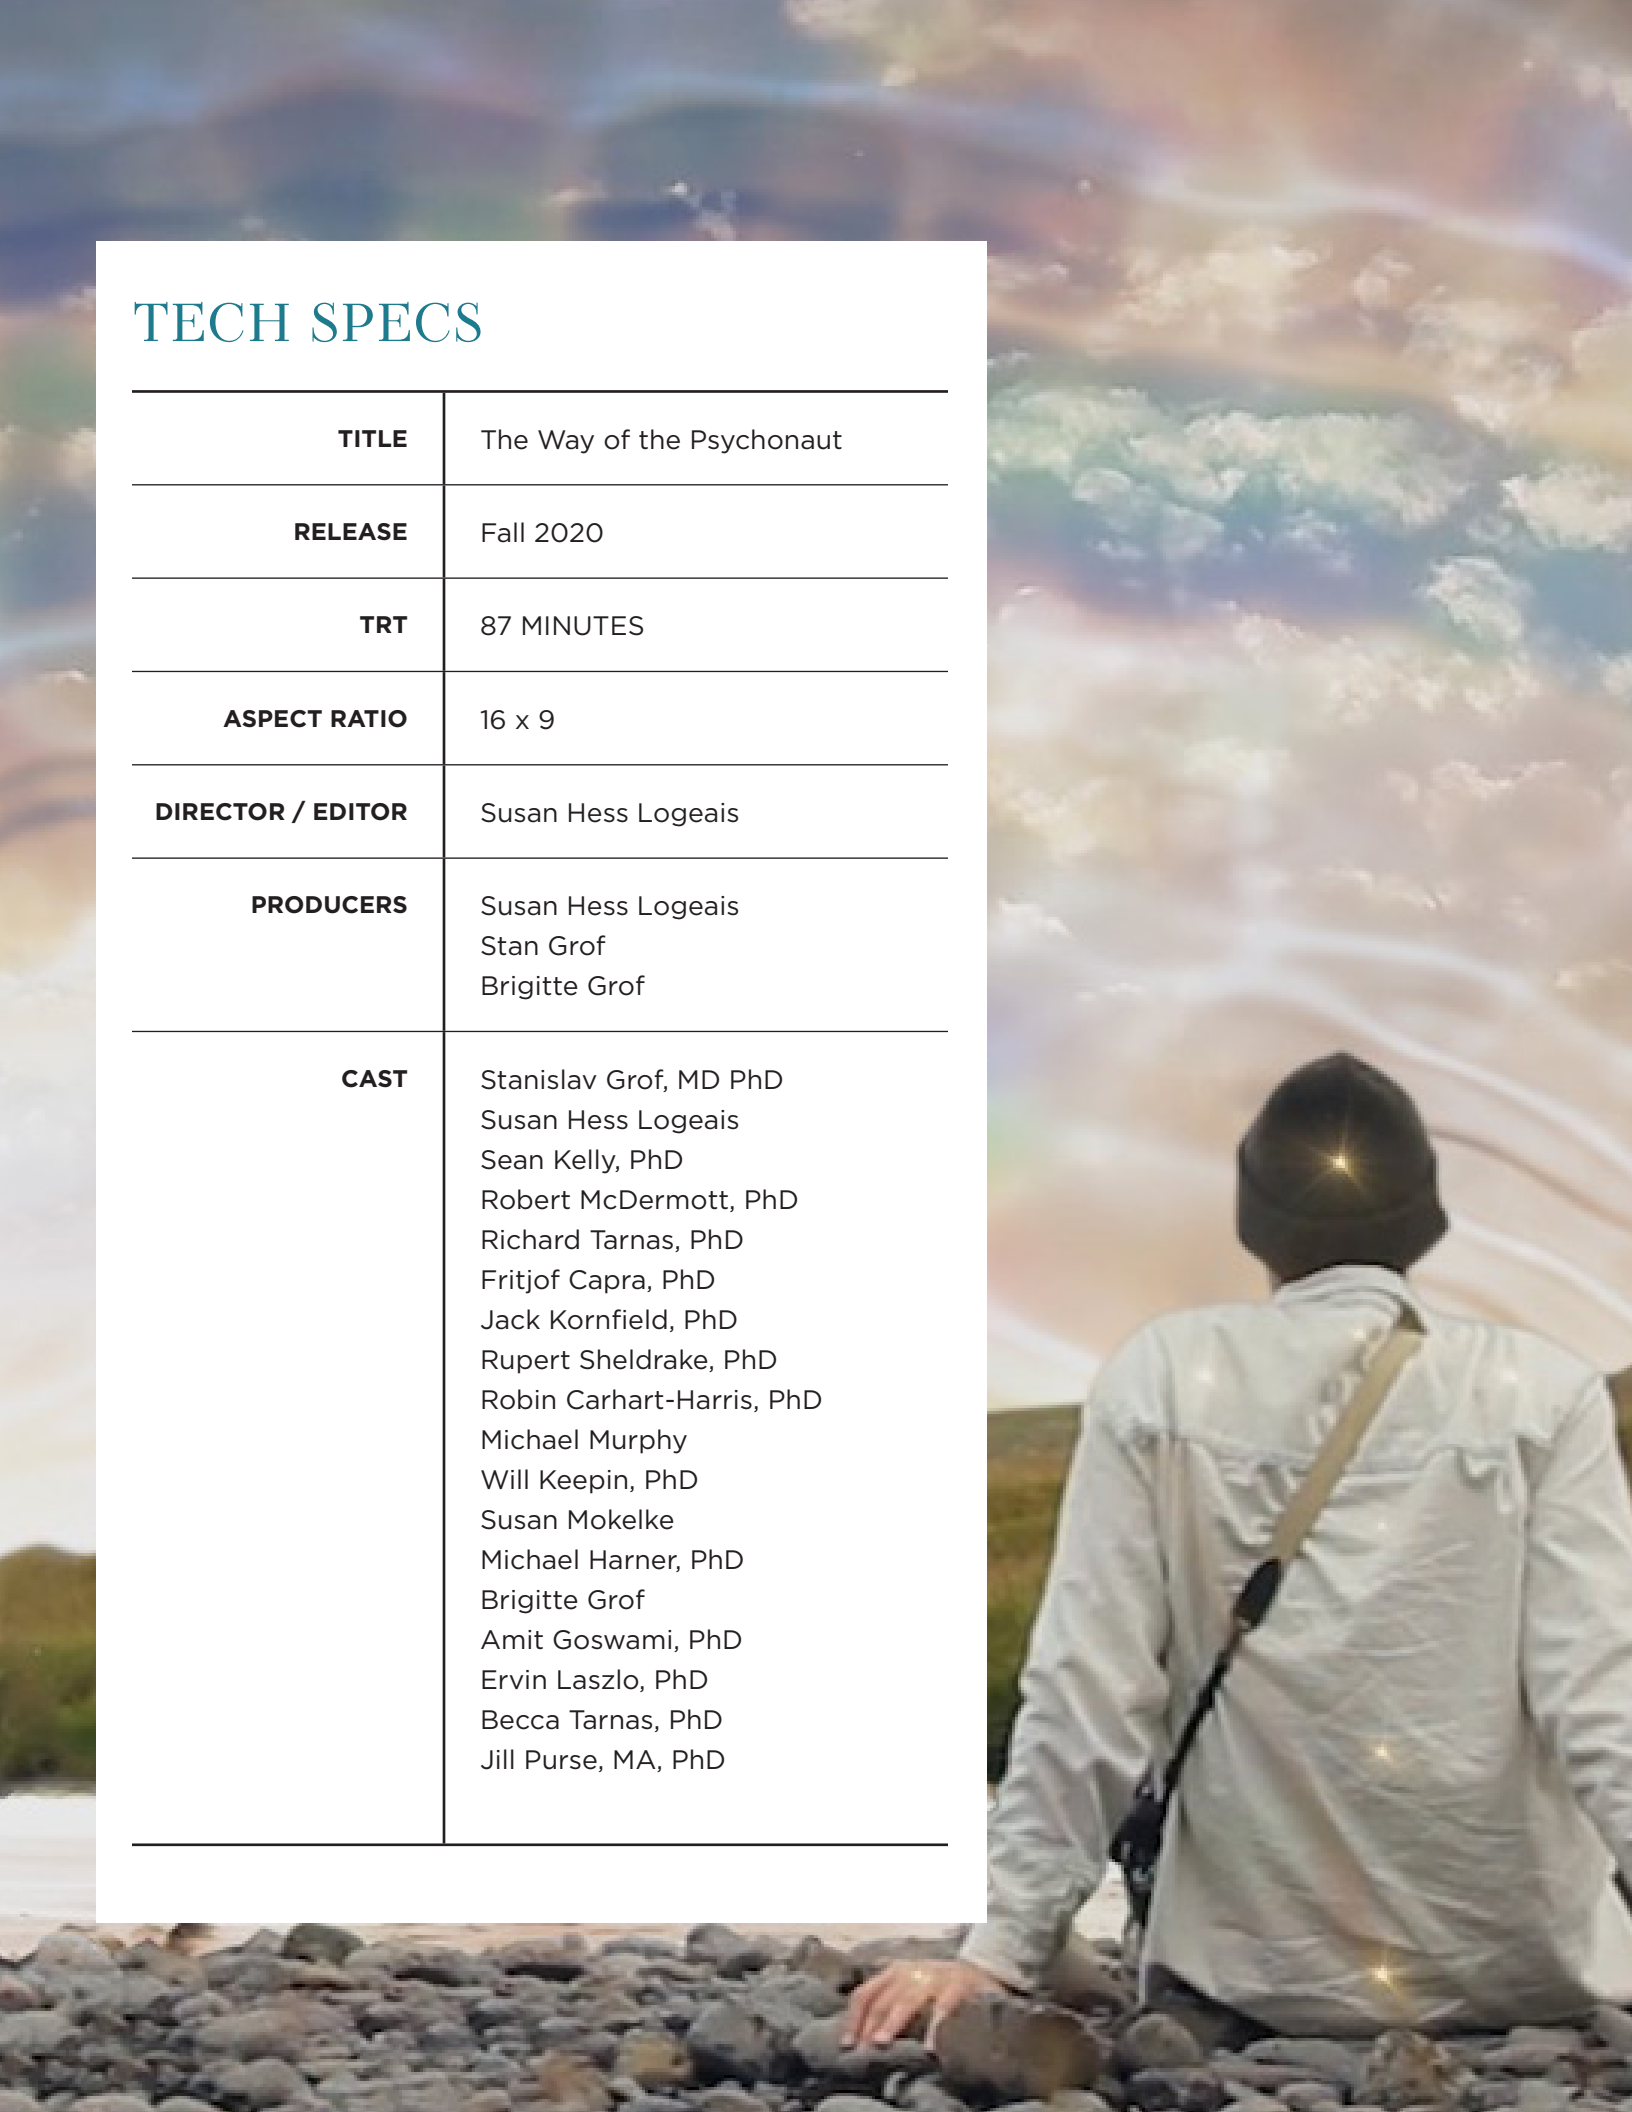 TECH SPECS
TITLE The Way of the Psychonaut
RELEASE Fall 2020
TRT 87 MINUTES
ASPECT RATIO 16 x 9
DIRECTOR / EDITOR Susan Hess Logeais
PRODUCERS Susan Hess Logeais
Stan Grof
Brigitte Grof
CAST Stanislav Grof, MD PhD
Susan Hess Logeais
Sean Kelly, PhD
Robert McDermott, PhD
Richard Tarnas, PhD
Fritjof Capra, PhD
Jack Kornfield, PhD
Rupert Sheldrake, PhD
Robin Carhart-Harris, PhD
Michael Murphy
Will Keepin, PhD
Susan Mokelke
Michael Harner, PhD
Brigitte Grof
Amit Goswami, PhD
Ervin Laszlo, PhD
Becca Tarnas, PhD
Jill Purse, MA, PhD